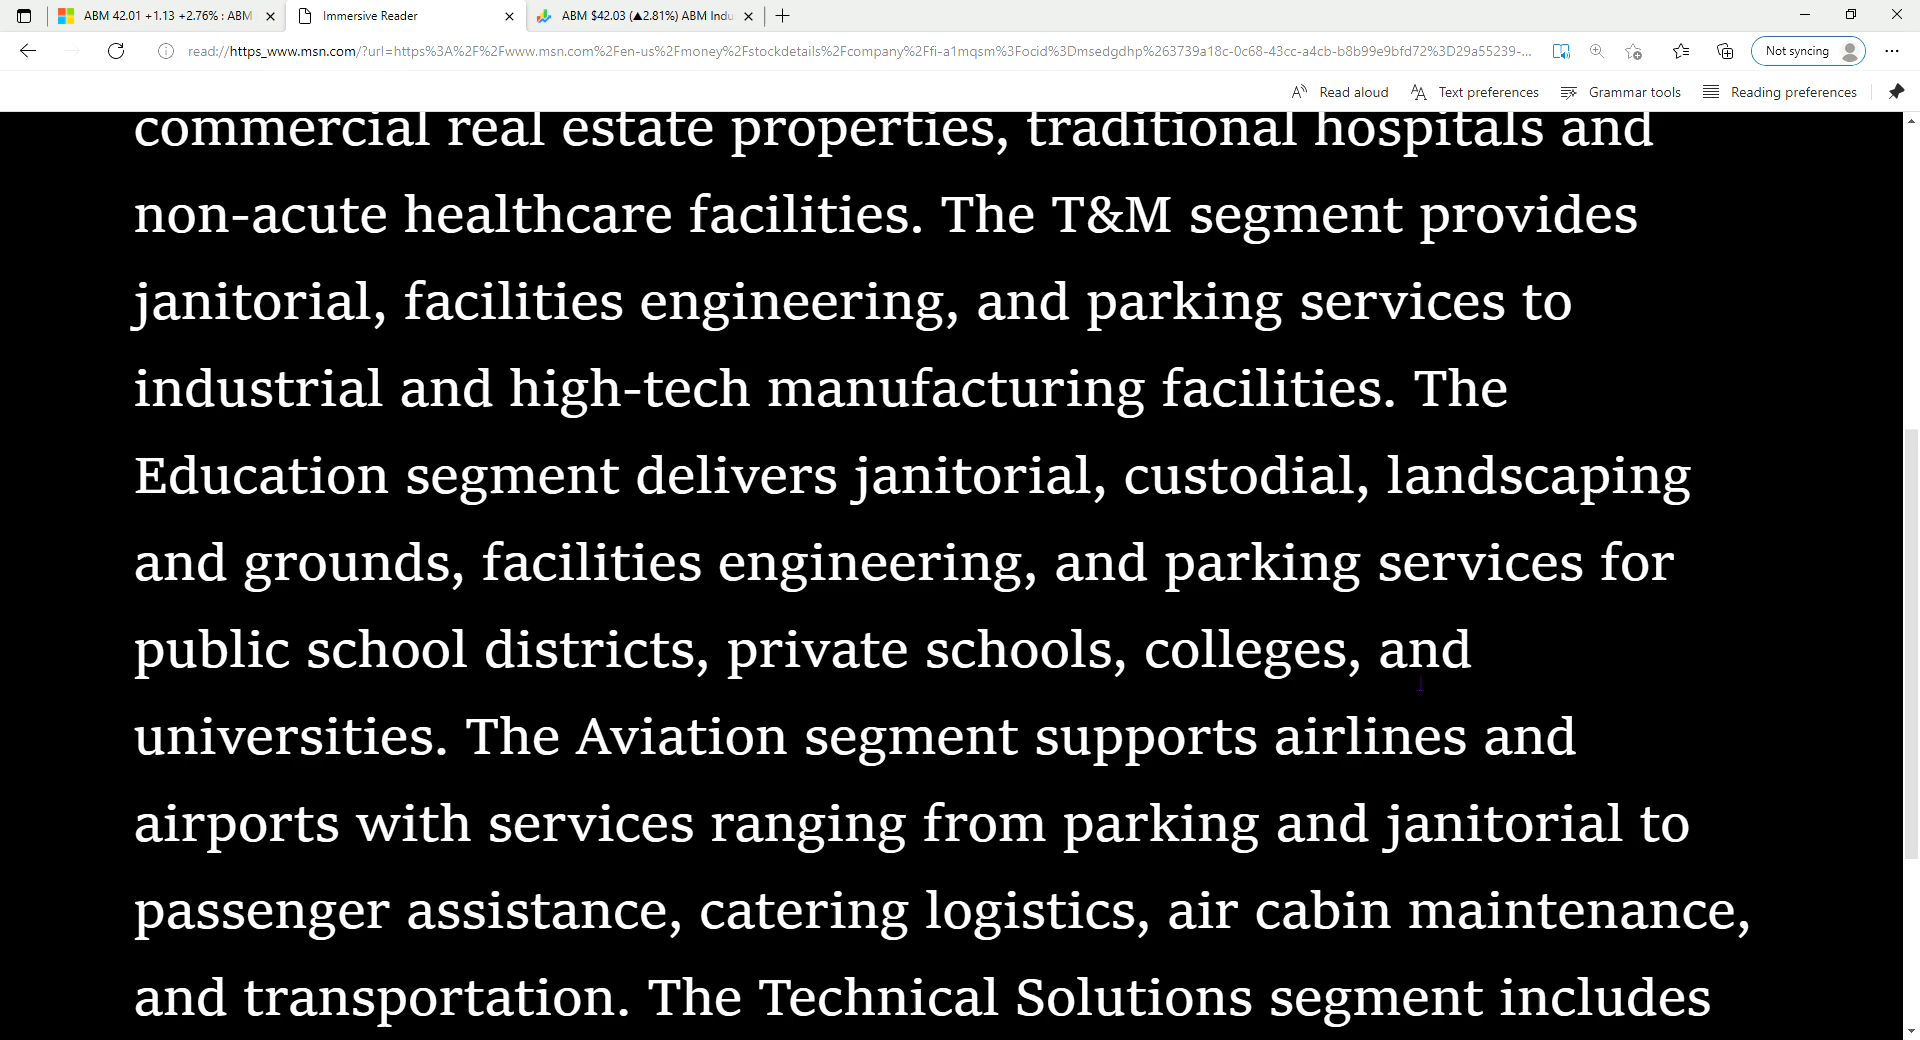 ABM 42.01 +1.13 +2.76% : ABM
Immersive Reader
ABM $42.03 (▲2.81%) ABM Indu
read://https_www.msn.com/?url=https%3A%2F%2Fwww.msn.com%2Fen-us%2Fmoney%2Fstockdetails%2Fcompany%2Ffi-a1mqsm%3Focid%3Dmsedgdhp%263739a18c-0c68-43cc-a4cb-b8b99e9bfd72%3D29a55239-...
Not syncing
Read aloud
Text preferences
Grammar tools
Reading preferences
commercial real estate properties, traditional hospitals and
non-acute healthcare facilities. The T&M segment provides
janitorial, facilities engineering, and parking services to
industrial and high-tech manufacturing facilities. The
Education segment delivers janitorial, custodial, landscaping
and grounds, facilities engineering, and parking services for
public school districts, private schools, colleges, and
universities. The Aviation segment supports airlines and
airports with services ranging from parking and janitorial to
passenger assistance, catering logistics, air cabin maintenance,
and transportation. The Technical Solutions segment includes